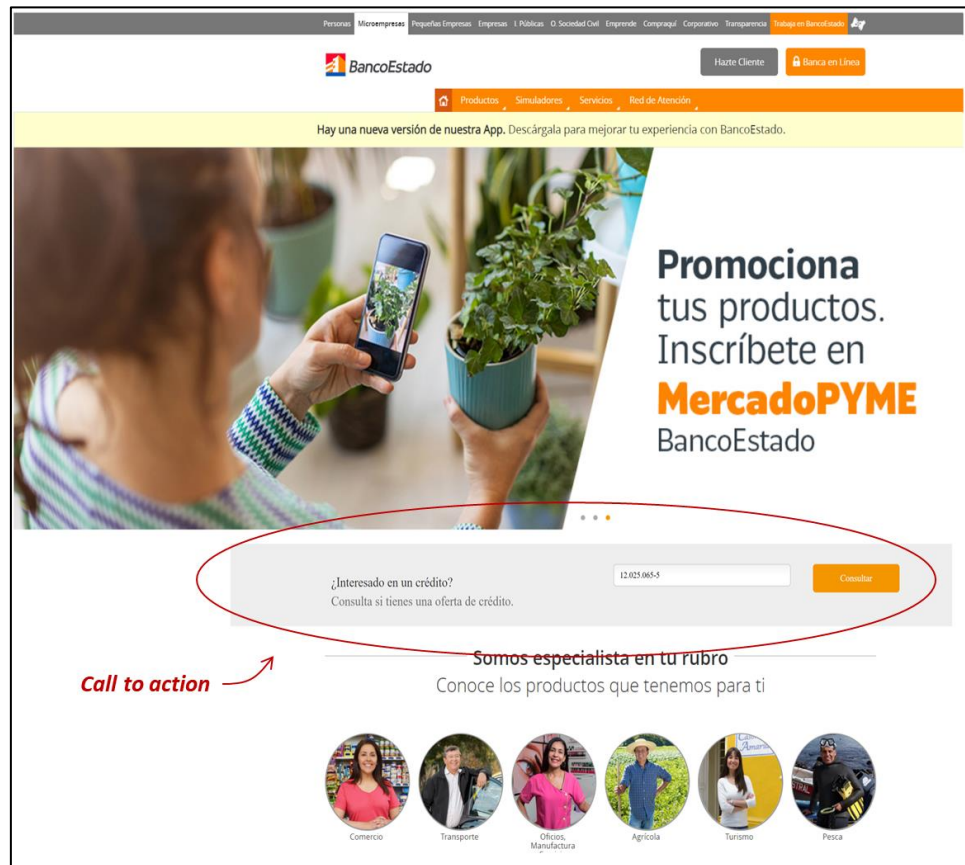 Personas Microempresas Pequeñas Empresas Empresas I. Públicas O. Sociedad Civil Emprende Compraquí Corporativo Transparencia Trabaja en BancoEstado
BancoEstado
Hazte Cliente
Banca en Línea
Productos Simuladores Servicios Red de Atención
Hay una nueva versión de nuestra App. Descárgala para mejorar tu experiencia con BancoEstado.
Promociona
tus productos.
Inscríbete en
MercadoPYME
BancoEstado
¿Interesado en un crédito?
Consulta si tienes una oferta de crédito.
12.025.065-5
Consultar
Call to action
Somos especialista en tu rubro
Conoce los productos que tenemos para ti
Comercio
Transporte
Oficios,
Manufactura
Agrícola
Turismo
Pesca